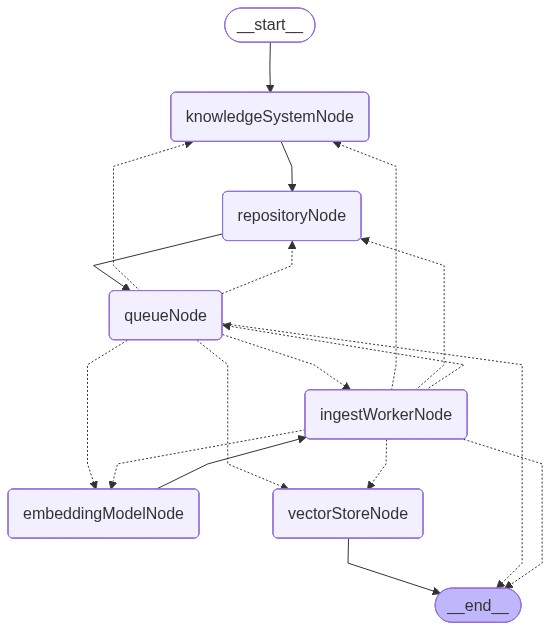 __start__
knowledgeSystemNode
repositoryNode
queueNode
ingestWorkerNode
embeddingModelNode
vectorStoreNode
__end__